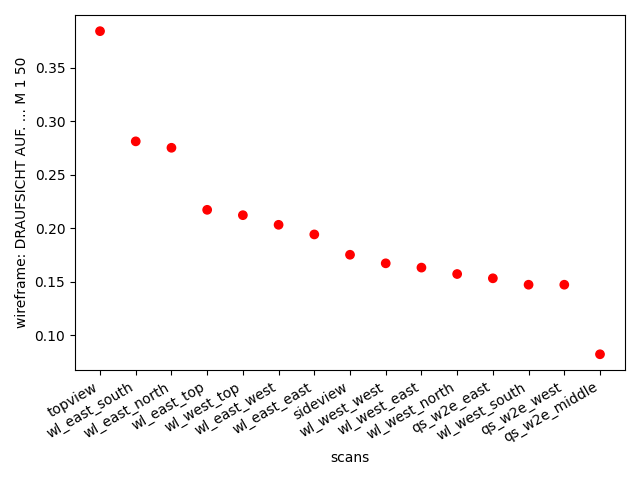 wireframe: DRAUFSICHT AUF. ... M 1 50
0.35
0.30
0.25
0.20
0.15
0.10
topview
wl_east_south
wl_east_north
wl_east_top
wl_west_top
wl_east_west
wl_east_east
sideview
wl_west_west
wl_west_east
wl_west_north
qs_w2e_east
wl_west_south
qs_w2e_west
qs_w2e_middle
scans